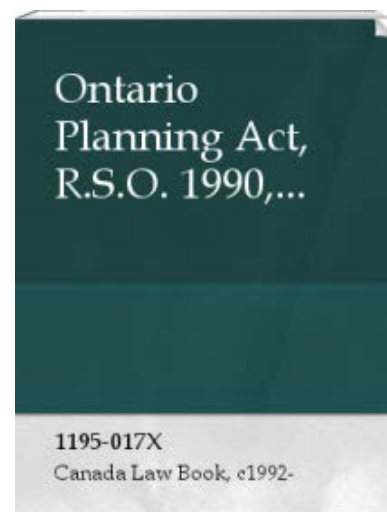 Ontario
Planning Act,
R.S.O. 1990,...
1195-017X
Canada Law Book, c1992-